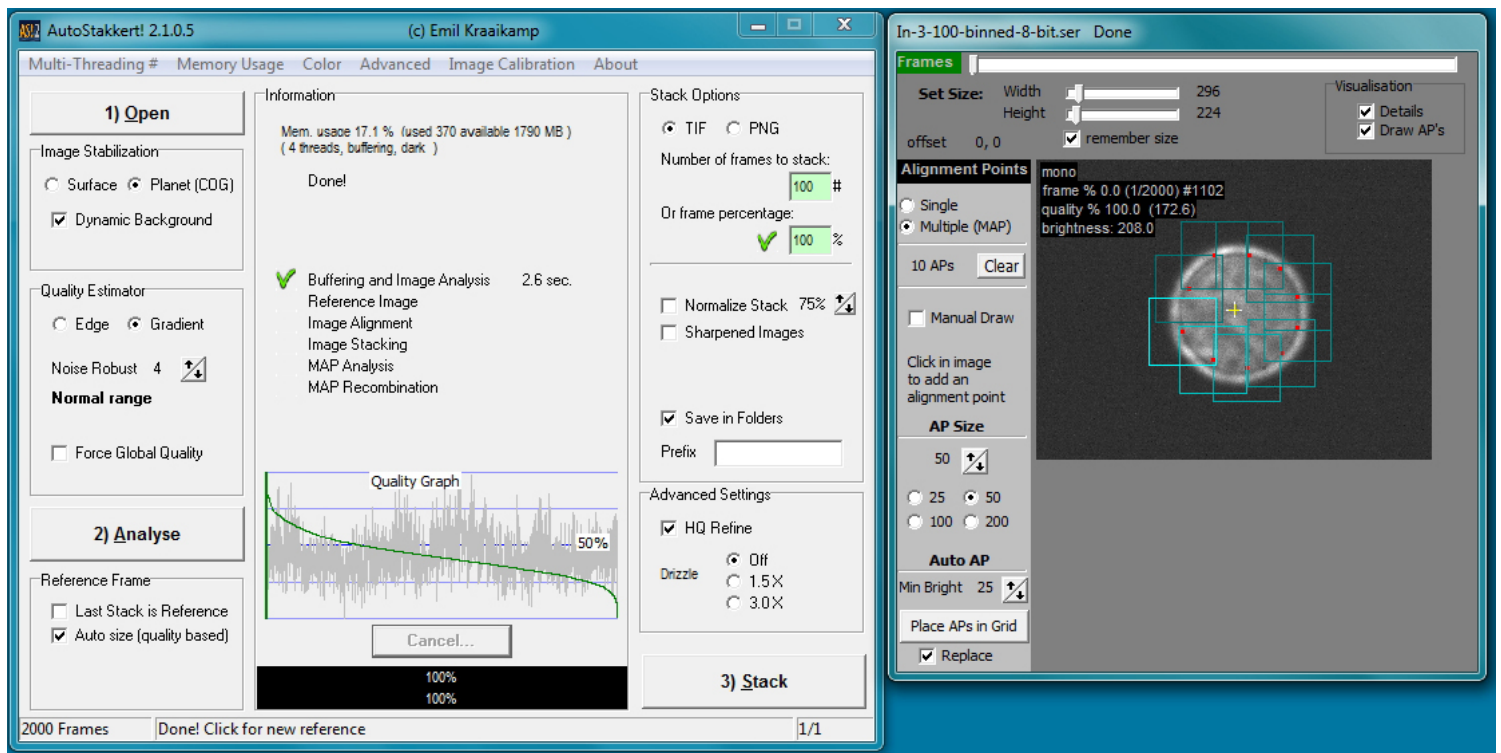 AutoStakkert! 2.1.0.5 (c) Emil Kraaikamp
Multi-Threading # Memory Usage Color Advanced Image Calibration About
1) Open
Image Stabilization
Surface Planet (COG)
Dynamic Background
Quality Estimator
Edge Gradient
Noise Robust 4
Normal range
Force Global Quality
2) Analyse
Reference Frame
Last Stack is Reference
Auto size (quality based)
Information
Mem. usage 17.1 % (used 370 available 1790 MB )
( 4 threads, buffering, dark )
Done!
Buffering and Image Analysis 2.6 sec.
Reference Image
Image Alignment
Image Stacking
MAP Analysis
MAP Recombination
Quality Graph
50%
Cancel...
100%
100%
Stack Options
TIF PNG
Number of frames to stack:
100 #
Or frame percentage:
100 %
Normalize Stack 75%
Sharpened Images
Save in Folders
Prefix
Advanced Settings
HQ Refine
Drizzle
Off
1.5X
3.0X
3) Stack
2000 Frames Done! Click for new reference 1/1
In-3-100-binned-8-bit.ser Done
Frames
Set Size: Width 296
Height 224
offset 0, 0 remember size
Visualisation
Details
Draw AP's
Alignment Points
Single
Multiple (MAP)
10 APs Clear
Manual Draw
Click in image
to add an
alignment point
AP Size
50
25 50
100 200
Auto AP
Min Bright 25
Place APs in Grid
Replace
mono
frame % 0.0 (1/2000) #1102
quality % 100.0 (172.6)
brightness: 208.0